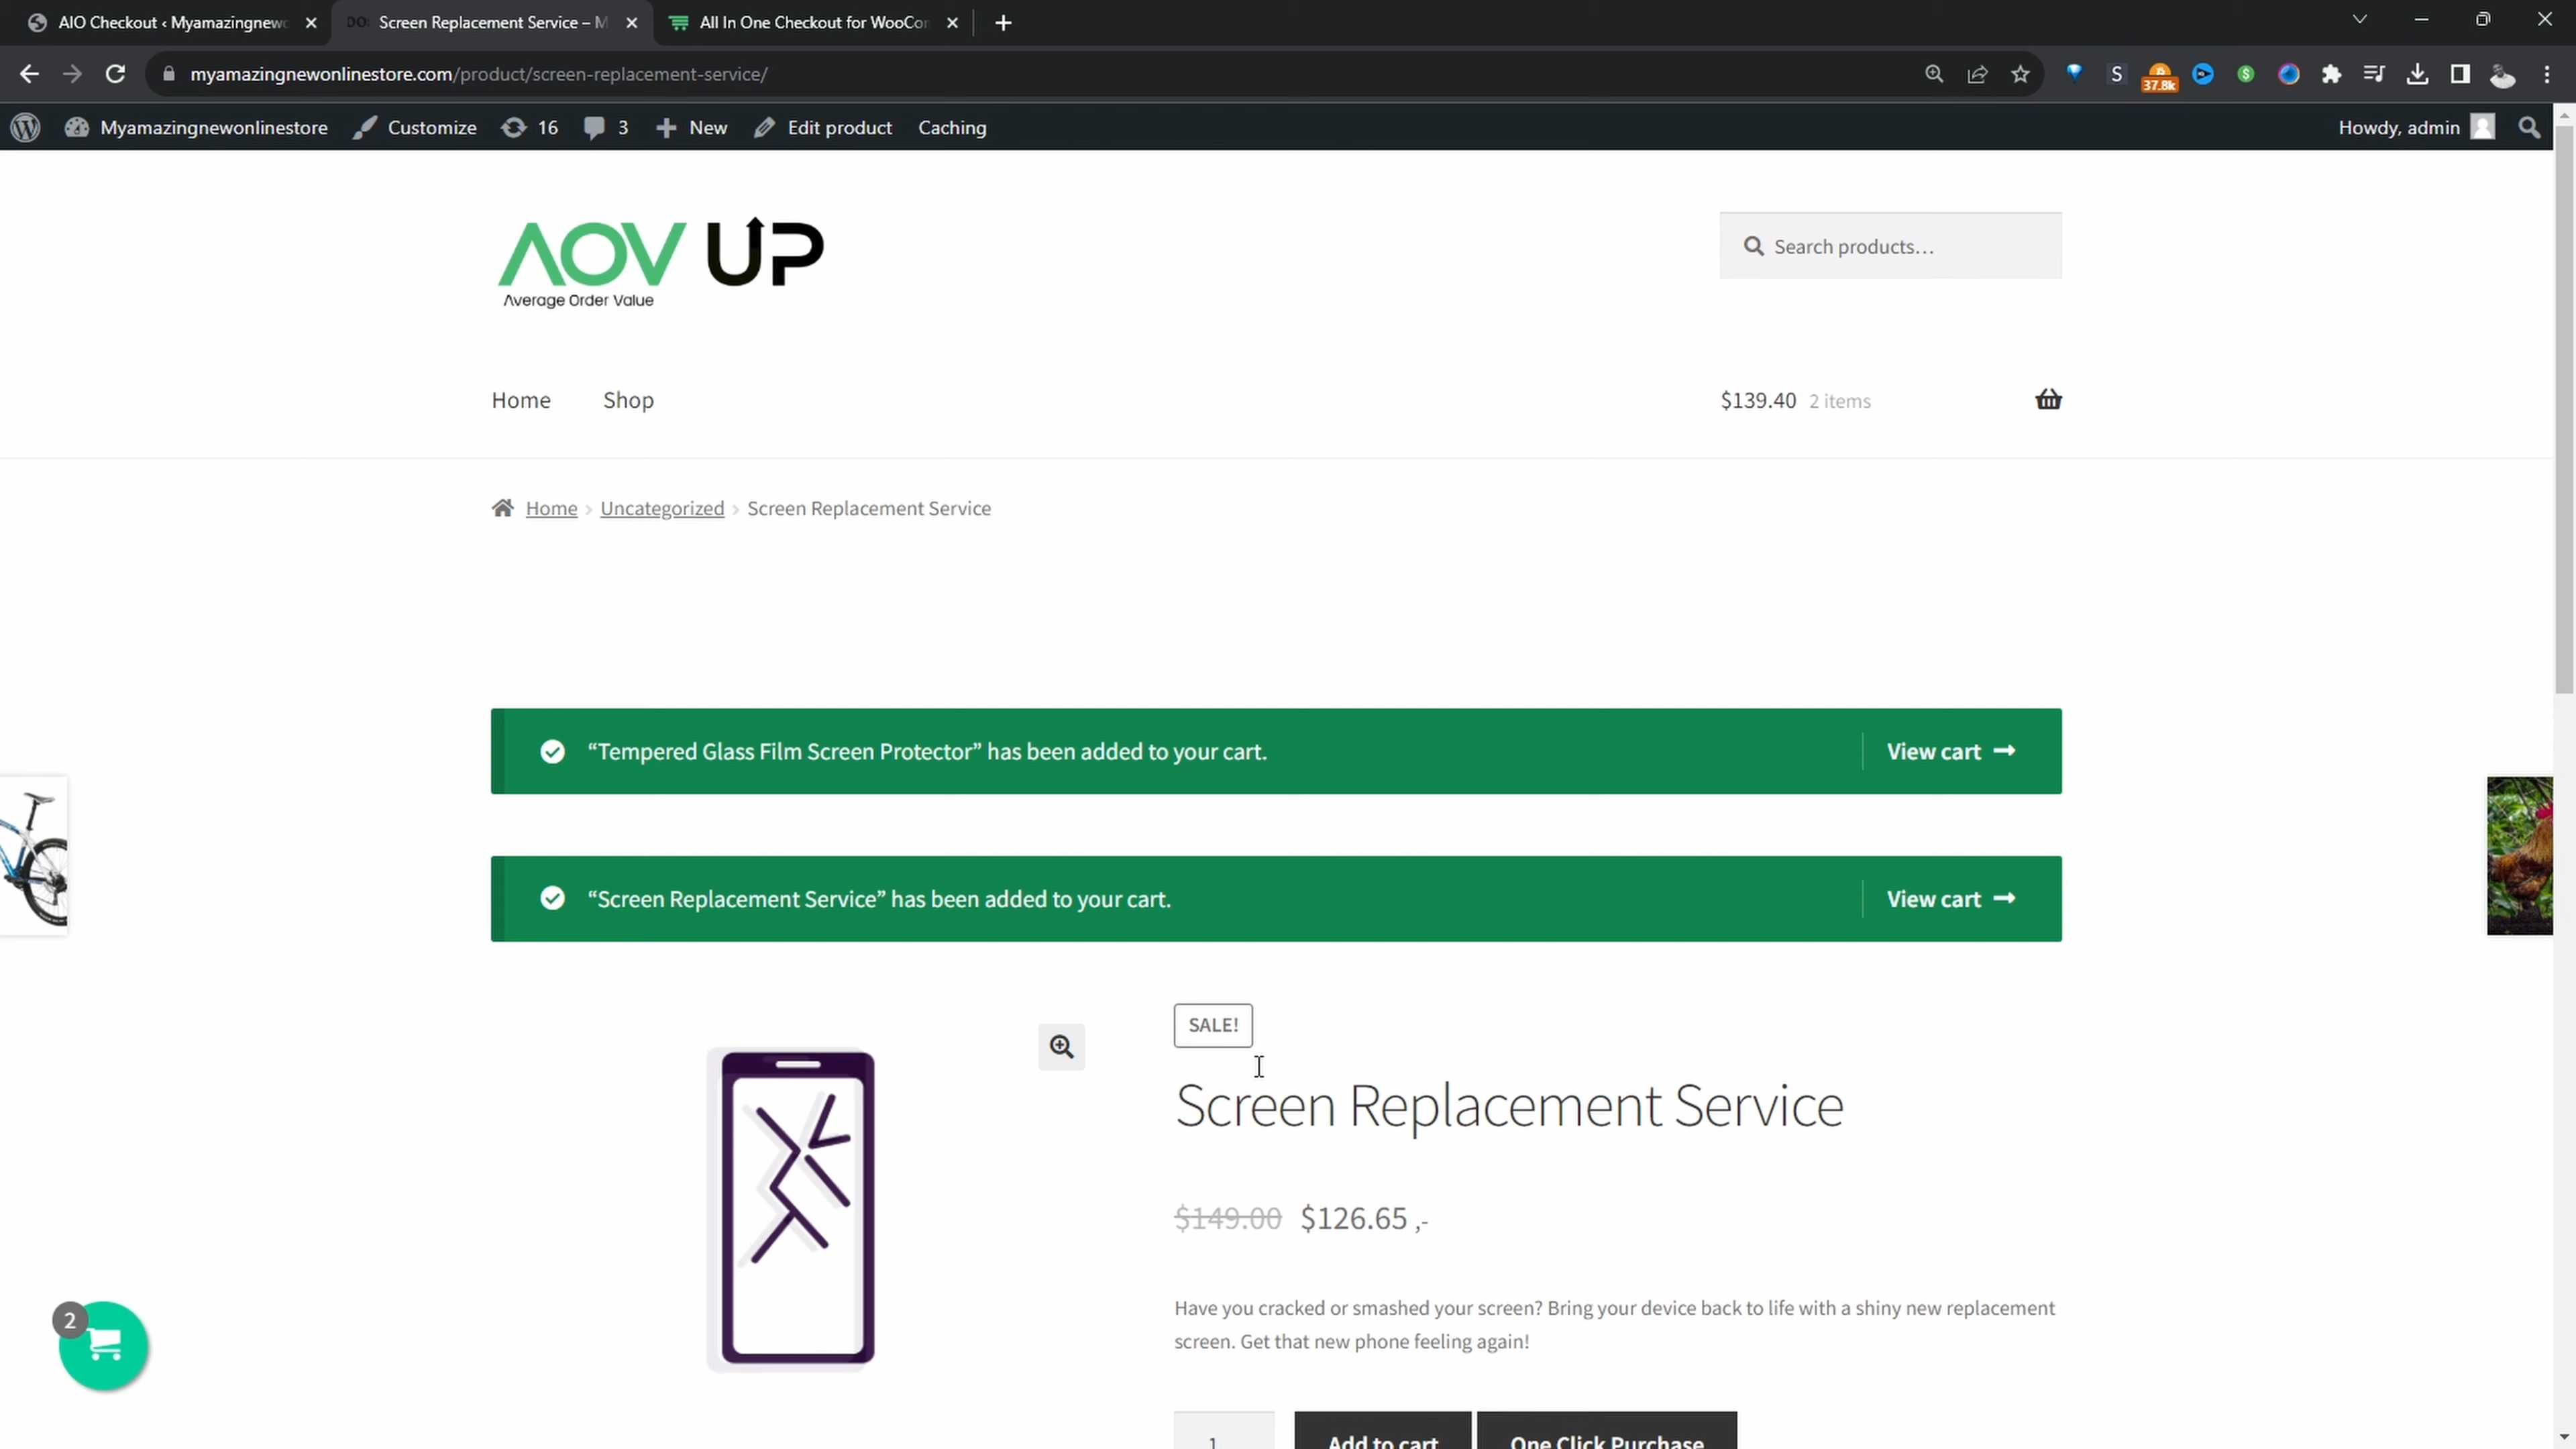 AIO Checkout ‹ Myamazingnewo
Screen Replacement Service – M
All In One Checkout for WooCo
myamazingnewonlinestore.com/product/screen-replacement-service/
S
37.8k
Myamazingnewonlinestore
Customize
16
3
New
Edit product
Caching
Howdy, admin
AOV UP
Average Order Value
Search products…
Home
Shop
$139.40 2 items
Home › Uncategorized › Screen Replacement Service
“Tempered Glass Film Screen Protector” has been added to your cart.
View cart →
“Screen Replacement Service” has been added to your cart.
View cart →
SALE!
Screen Replacement Service
$149.00 $126.65 ,-
Have you cracked or smashed your screen? Bring your device back to life with a shiny new replacement
screen. Get that new phone feeling again!
2
1
Add to cart
One Click Purchase